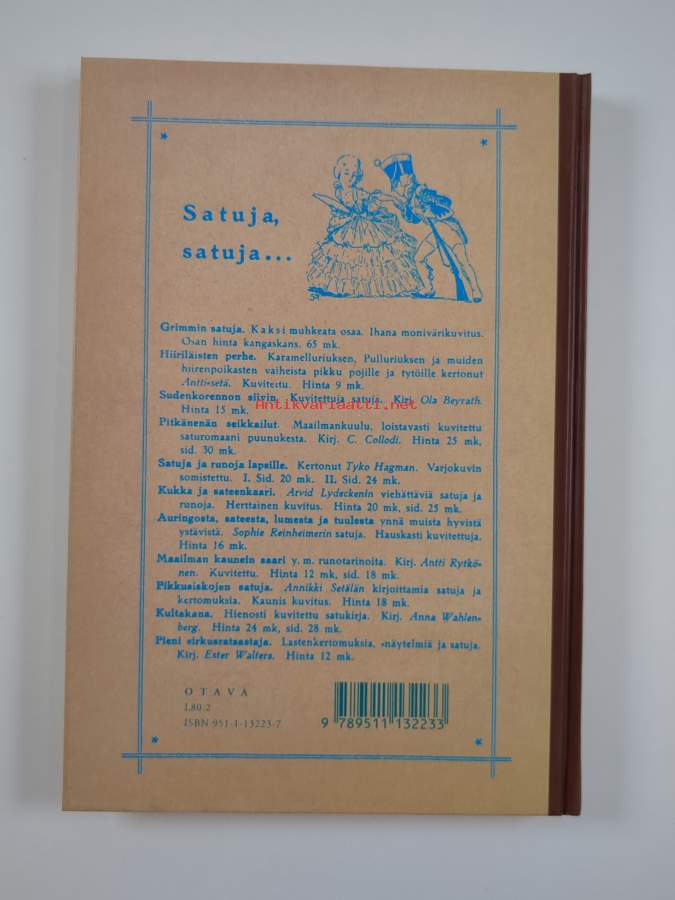 Satuja,
satuja...
Grimmin satuja. Kaksi muhkeata osaa. Ihana monivärikuvitus.
Osan hinta kangaskans. 65 mk.
Hiiriläisten perhe. Karamelluriuksen, Pulluriuksen ja muiden
hiirenpoikasten vaiheista pikku pojille ja tytöille kertonut
Antti-setä. Kuvitettu. Hinta 9 mk.
Sudenkorennon siivin. Kuvitettuja satuja. Kirj. Ola Beyrath.
Hinta 15 mk.
Antikvariaatti.net
Pitkänenän seikkailut. Maailmankuulu, loistavasti kuvitettu
saturomaani puunukesta. Kirj. C. Collodi. Hinta 25 mk,
sid. 30 mk.
Satuja ja runoja lapsille. Kertonut Tyko Hagman. Varjokuvin
somistettu. I. Sid. 20 mk. II. Sid. 24 mk.
Kukka ja sateenkaari. Arvid Lydeckenin viehättäviä satuja ja
runoja. Herttainen kuvitus. Hinta 20 mk, sid. 25 mk.
Auringosta, sateesta, lumesta ja tuulesta ynnä muista hyvistä
ystävistä. Sophie Reinheimerin satuja. Hauskasti kuvitettuja.
Hinta 16 mk.
Maailman kaunein saari y. m. runotarinoita. Kirj. Antti Rytkö-
nen. Kuvitettu. Hinta 12 mk, sid. 18 mk.
Pikkusiskojen satuja. Annikki Setälän kirjoittamia satuja ja
kertomuksia. Kaunis kuvitus. Hinta 18 mk.
Kultakana. Hienosti kuvitettu satukirja. Kirj. Anna Wahlen-
berg. Hinta 24 mk, sid. 28 mk.
Pieni sirkusratsastaja. Lastenkertomuksia, -näytelmiä ja satuja.
Kirj. Ester Walters. Hinta 12 mk.
OTAVA
L80.2
ISBN 951-1-13223-7
9 789511 132233